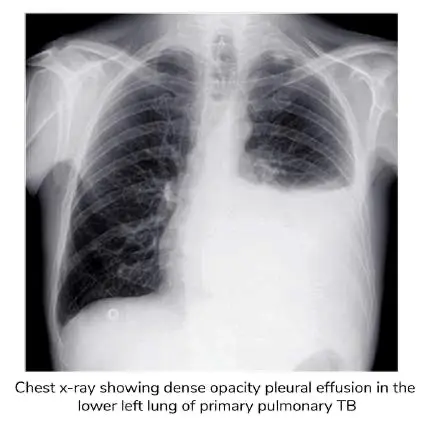 Chest x-ray showing dense opacity pleural effusion in the
lower left lung of primary pulmonary TB